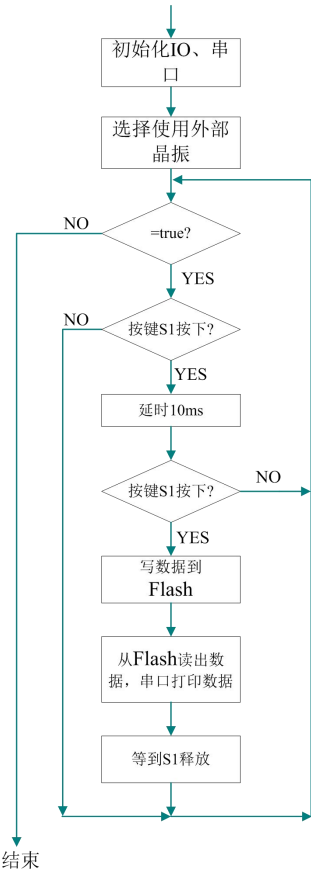 初始化IO、串
口
选择使用外部
晶振
NO
=true?
YES
NO
按键S1按下?
YES
延时10ms
按键S1按下?
NO
YES
写数据到
Flash
从Flash读出数
据，串口打印数据
等到S1释放
结束